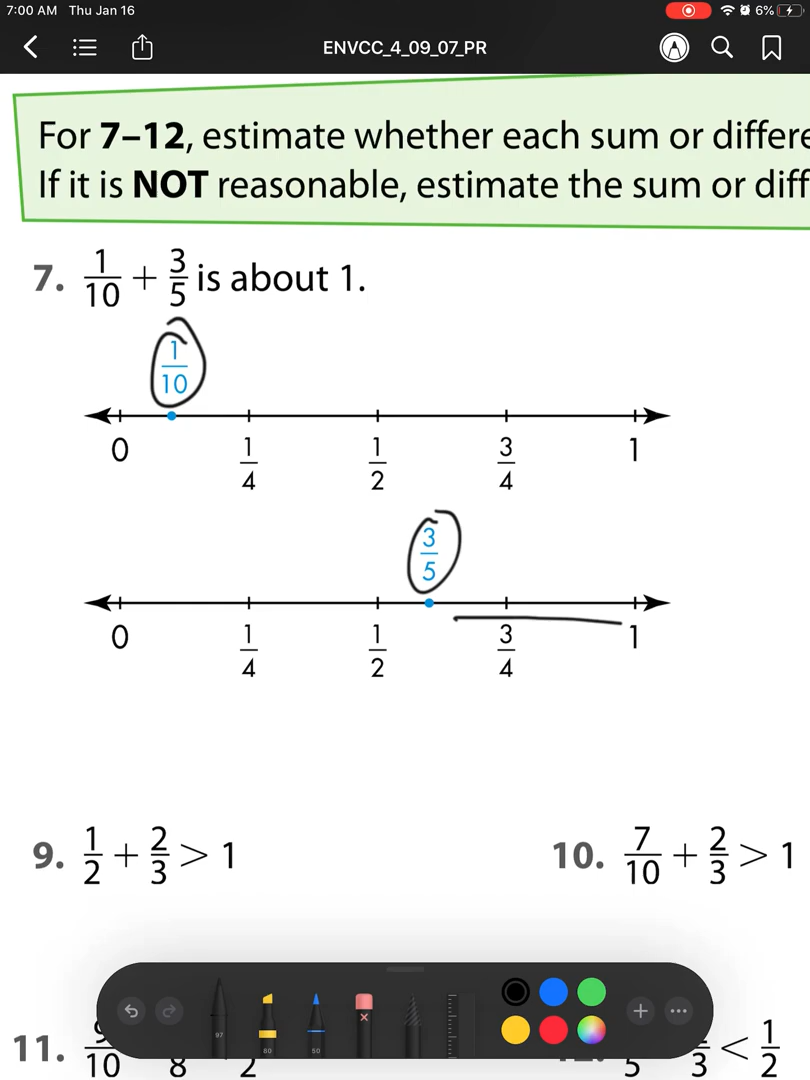 7:00 AM Thu Jan 16 6%
ENVCC_4_09_07_PR
For 7–12, estimate whether each sum or differe
If it is NOT reasonable, estimate the sum or diff
7. 1/10 + 3/5 is about 1.
1/10
0 1/4 1/2 3/4 1
3/5
0 1/4 1/2 3/4 1
9. 1/2 + 2/3 > 1
10. 7/10 + 2/3 > 1
97 80 50
11. 9/10 8 2
5 3 < 1/2